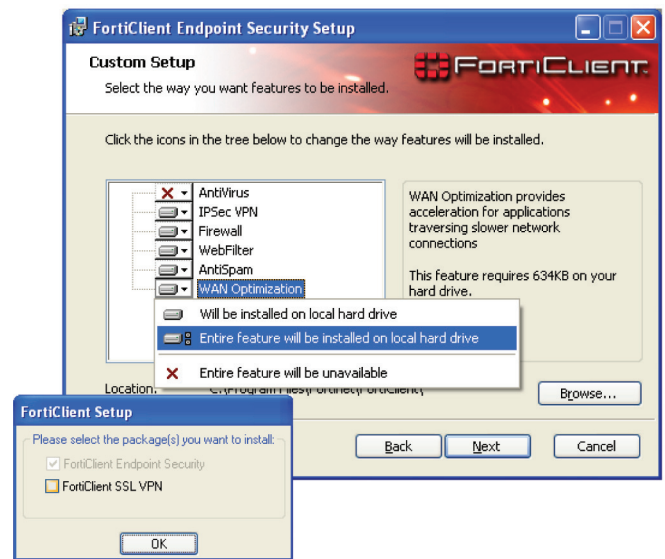 FortiClient Endpoint Security Setup
Custom Setup
Select the way you want features to be installed.
FORTICLIENT
Click the icons in the tree below to change the way features will be installed.
AntiVirus
IPSec VPN
Firewall
WebFilter
AntiSpam
WAN Optimization
WAN Optimization provides
acceleration for applications
traversing slower network
connections
This feature requires 634KB on your
hard drive.
Will be installed on local hard drive
Entire feature will be installed on local hard drive
Entire feature will be unavailable
Location: C:\Program Files\Fortinet\FortiClient\
Browse...
Back
Next
Cancel
FortiClient Setup
Please select the package(s) you want to install:
FortiClient Endpoint Security
FortiClient SSL VPN
OK